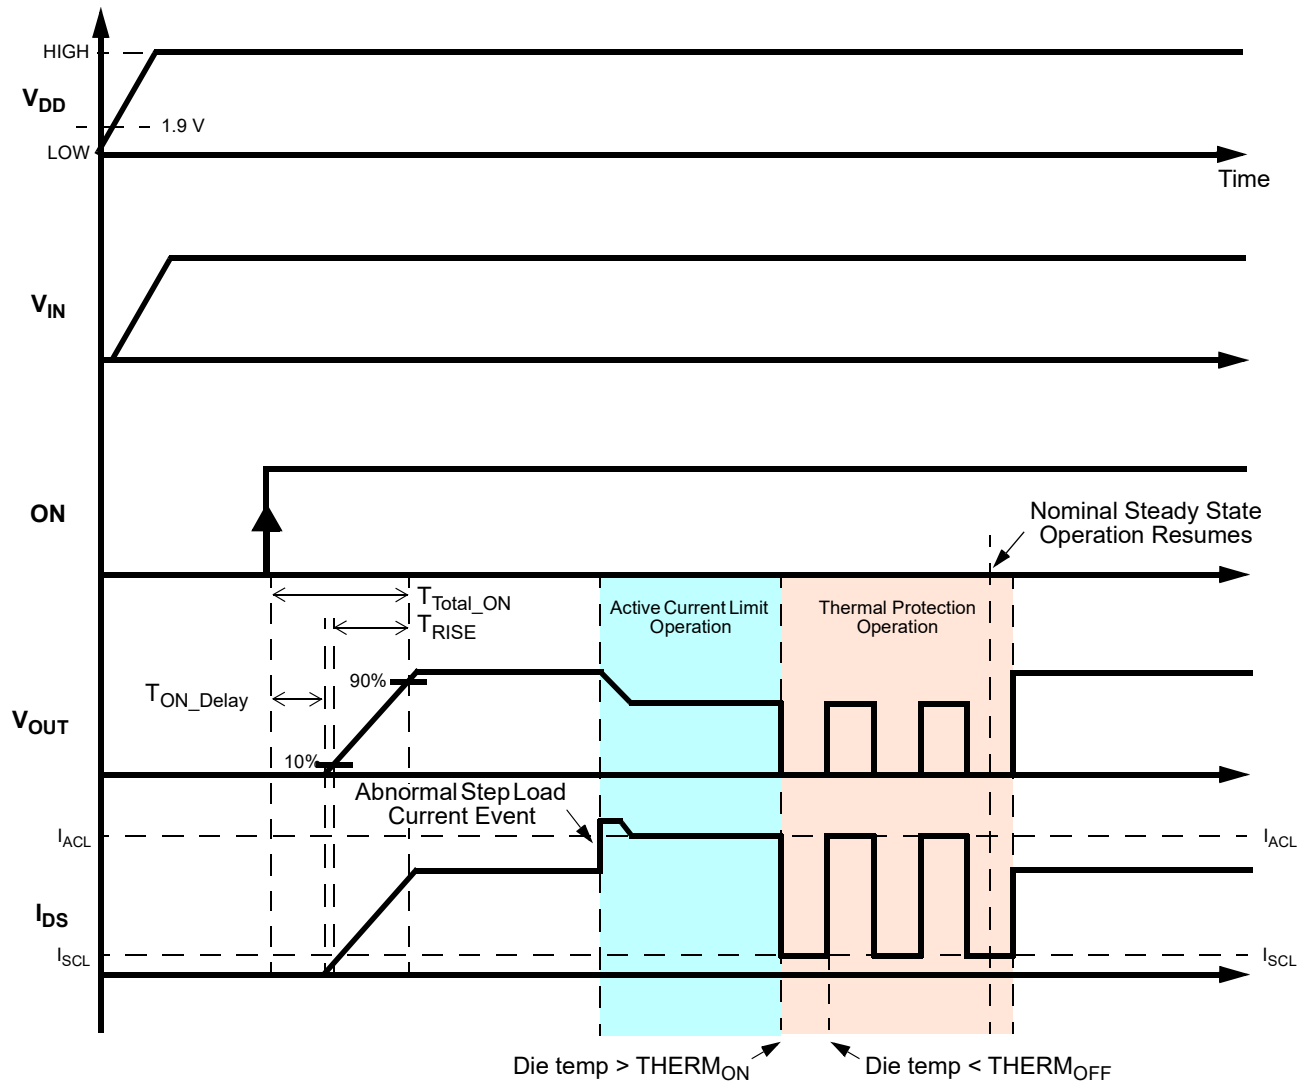 HIGH
VDD
1.9 V
LOW
Time
VIN
ON
Nominal Steady State
Operation Resumes
TTotal_ON
TRISE
Active Current Limit
Operation
Thermal Protection
Operation
90%
TON_Delay
VOUT
10%
Abnormal Step Load
Current Event
IACL
IACL
IDS
ISCL
ISCL
Die temp > THERMON
Die temp < THERMOFF